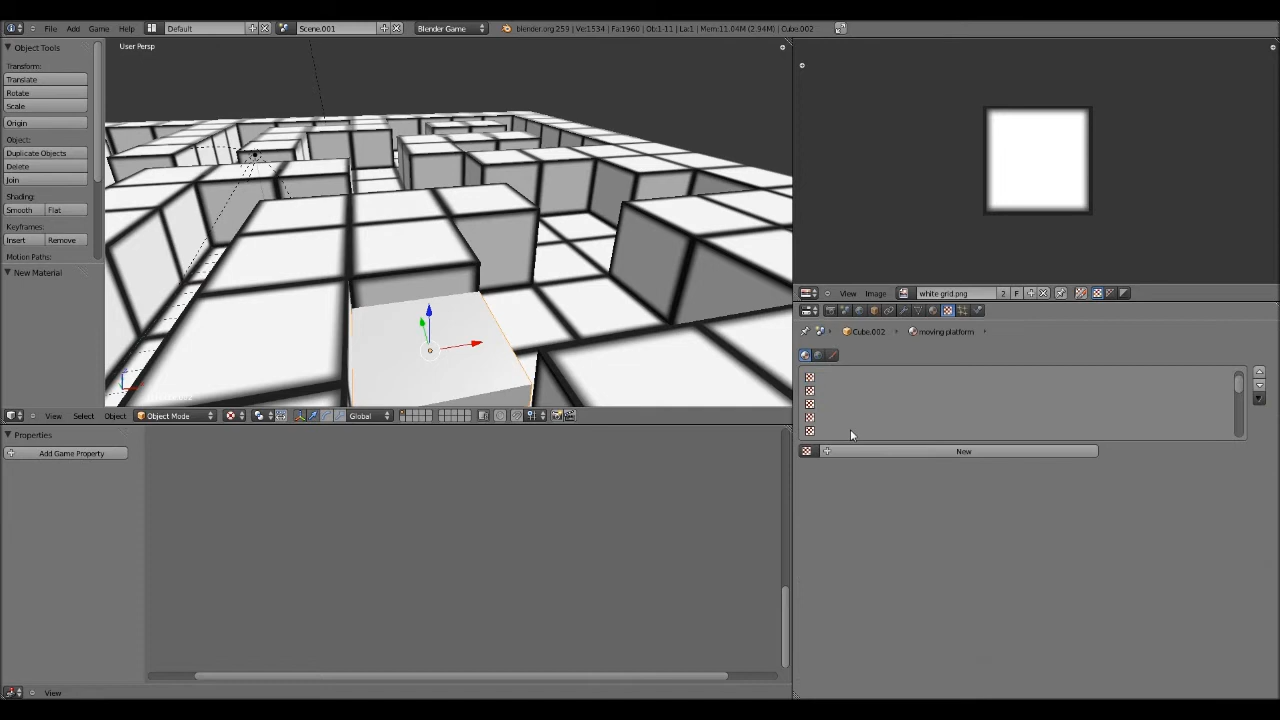 File Add Game Help Default Scene.001 Blender Game blender.org 259 | Ve:1534 | Fa:1960 | Ob:1-11 | La:1 | Mem:11.04M (2.94M) | Cube.002
Object Tools
User Persp
Transform:
Translate
Rotate
Scale
Origin
Object:
Duplicate Objects
Delete
Join
Shading:
Smooth Flat
Keyframes:
Insert Remove
Motion Paths:
New Material
View Image white grid.png 2 F
Cube.002 moving platform
View Select Object Object Mode Global
Properties
Add Game Property
New
View